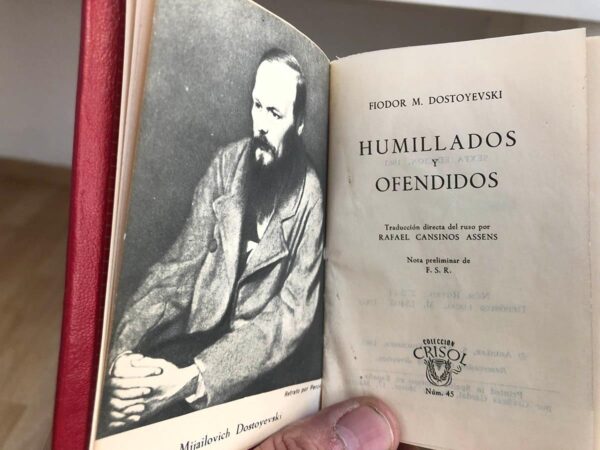 Retrato por Perov
Mijailovich Dostoyevski
FIODOR M. DOSTOYEVSKI
HUMILLADOS
Y
OFENDIDOS
Traducción directa del ruso por
RAFAEL CANSINOS ASSENS
Nota preliminar de
F. S. R.
COLECCION
CRISOL
Núm. 45